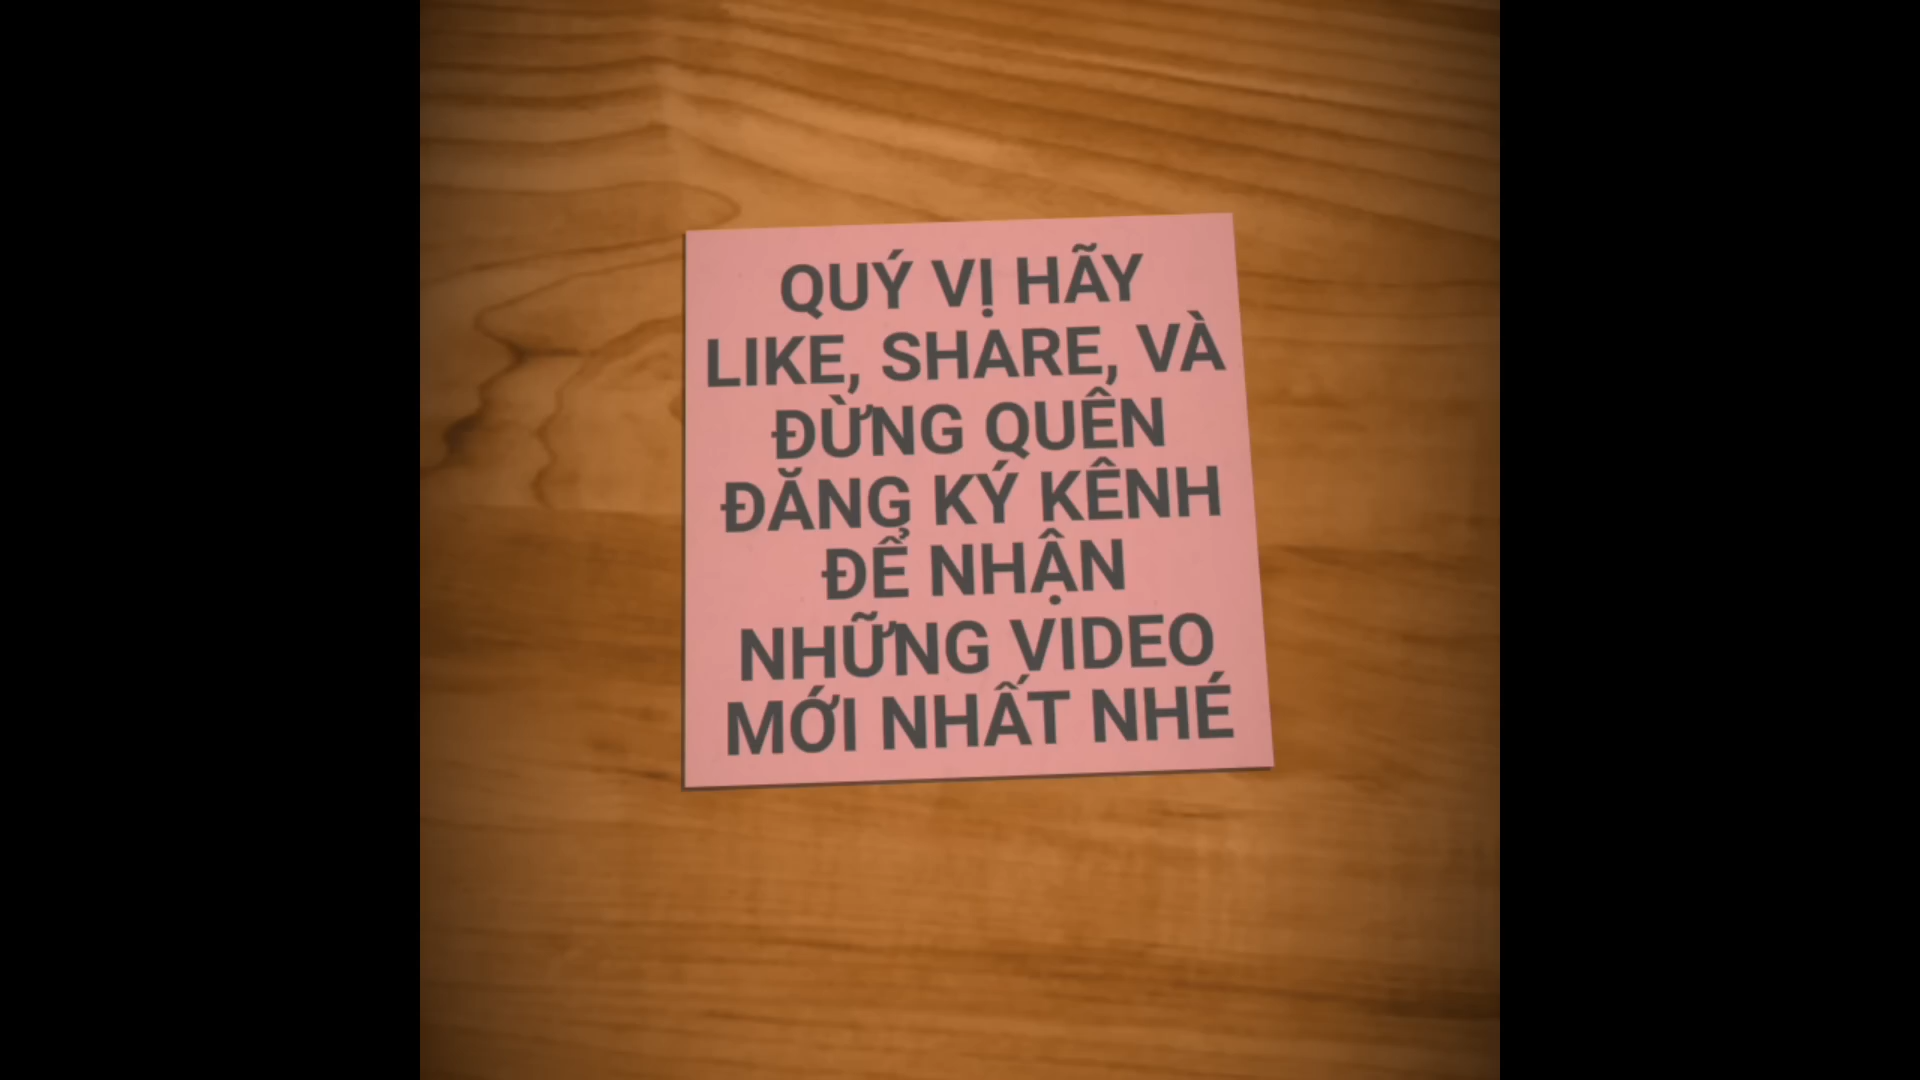 QUÝ VỊ HÃY
LIKE, SHARE, VÀ
ĐỪNG QUÊN
ĐĂNG KÝ KÊNH
ĐỂ NHẬN
NHỮNG VIDEO
MỚI NHẤT NHÉ